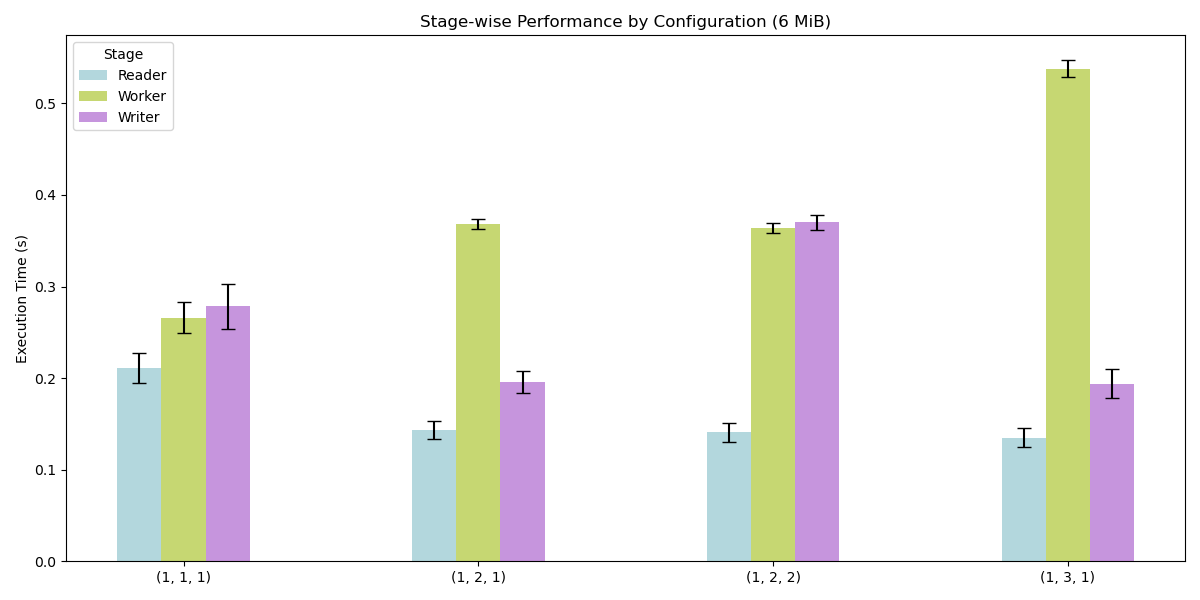 Stage-wise Performance by Configuration (6 MiB)
Stage
Reader
Worker
Writer
Execution Time (s)
0.5
0.4
0.3
0.2
0.1
0.0
(1, 1, 1)
(1, 2, 1)
(1, 2, 2)
(1, 3, 1)